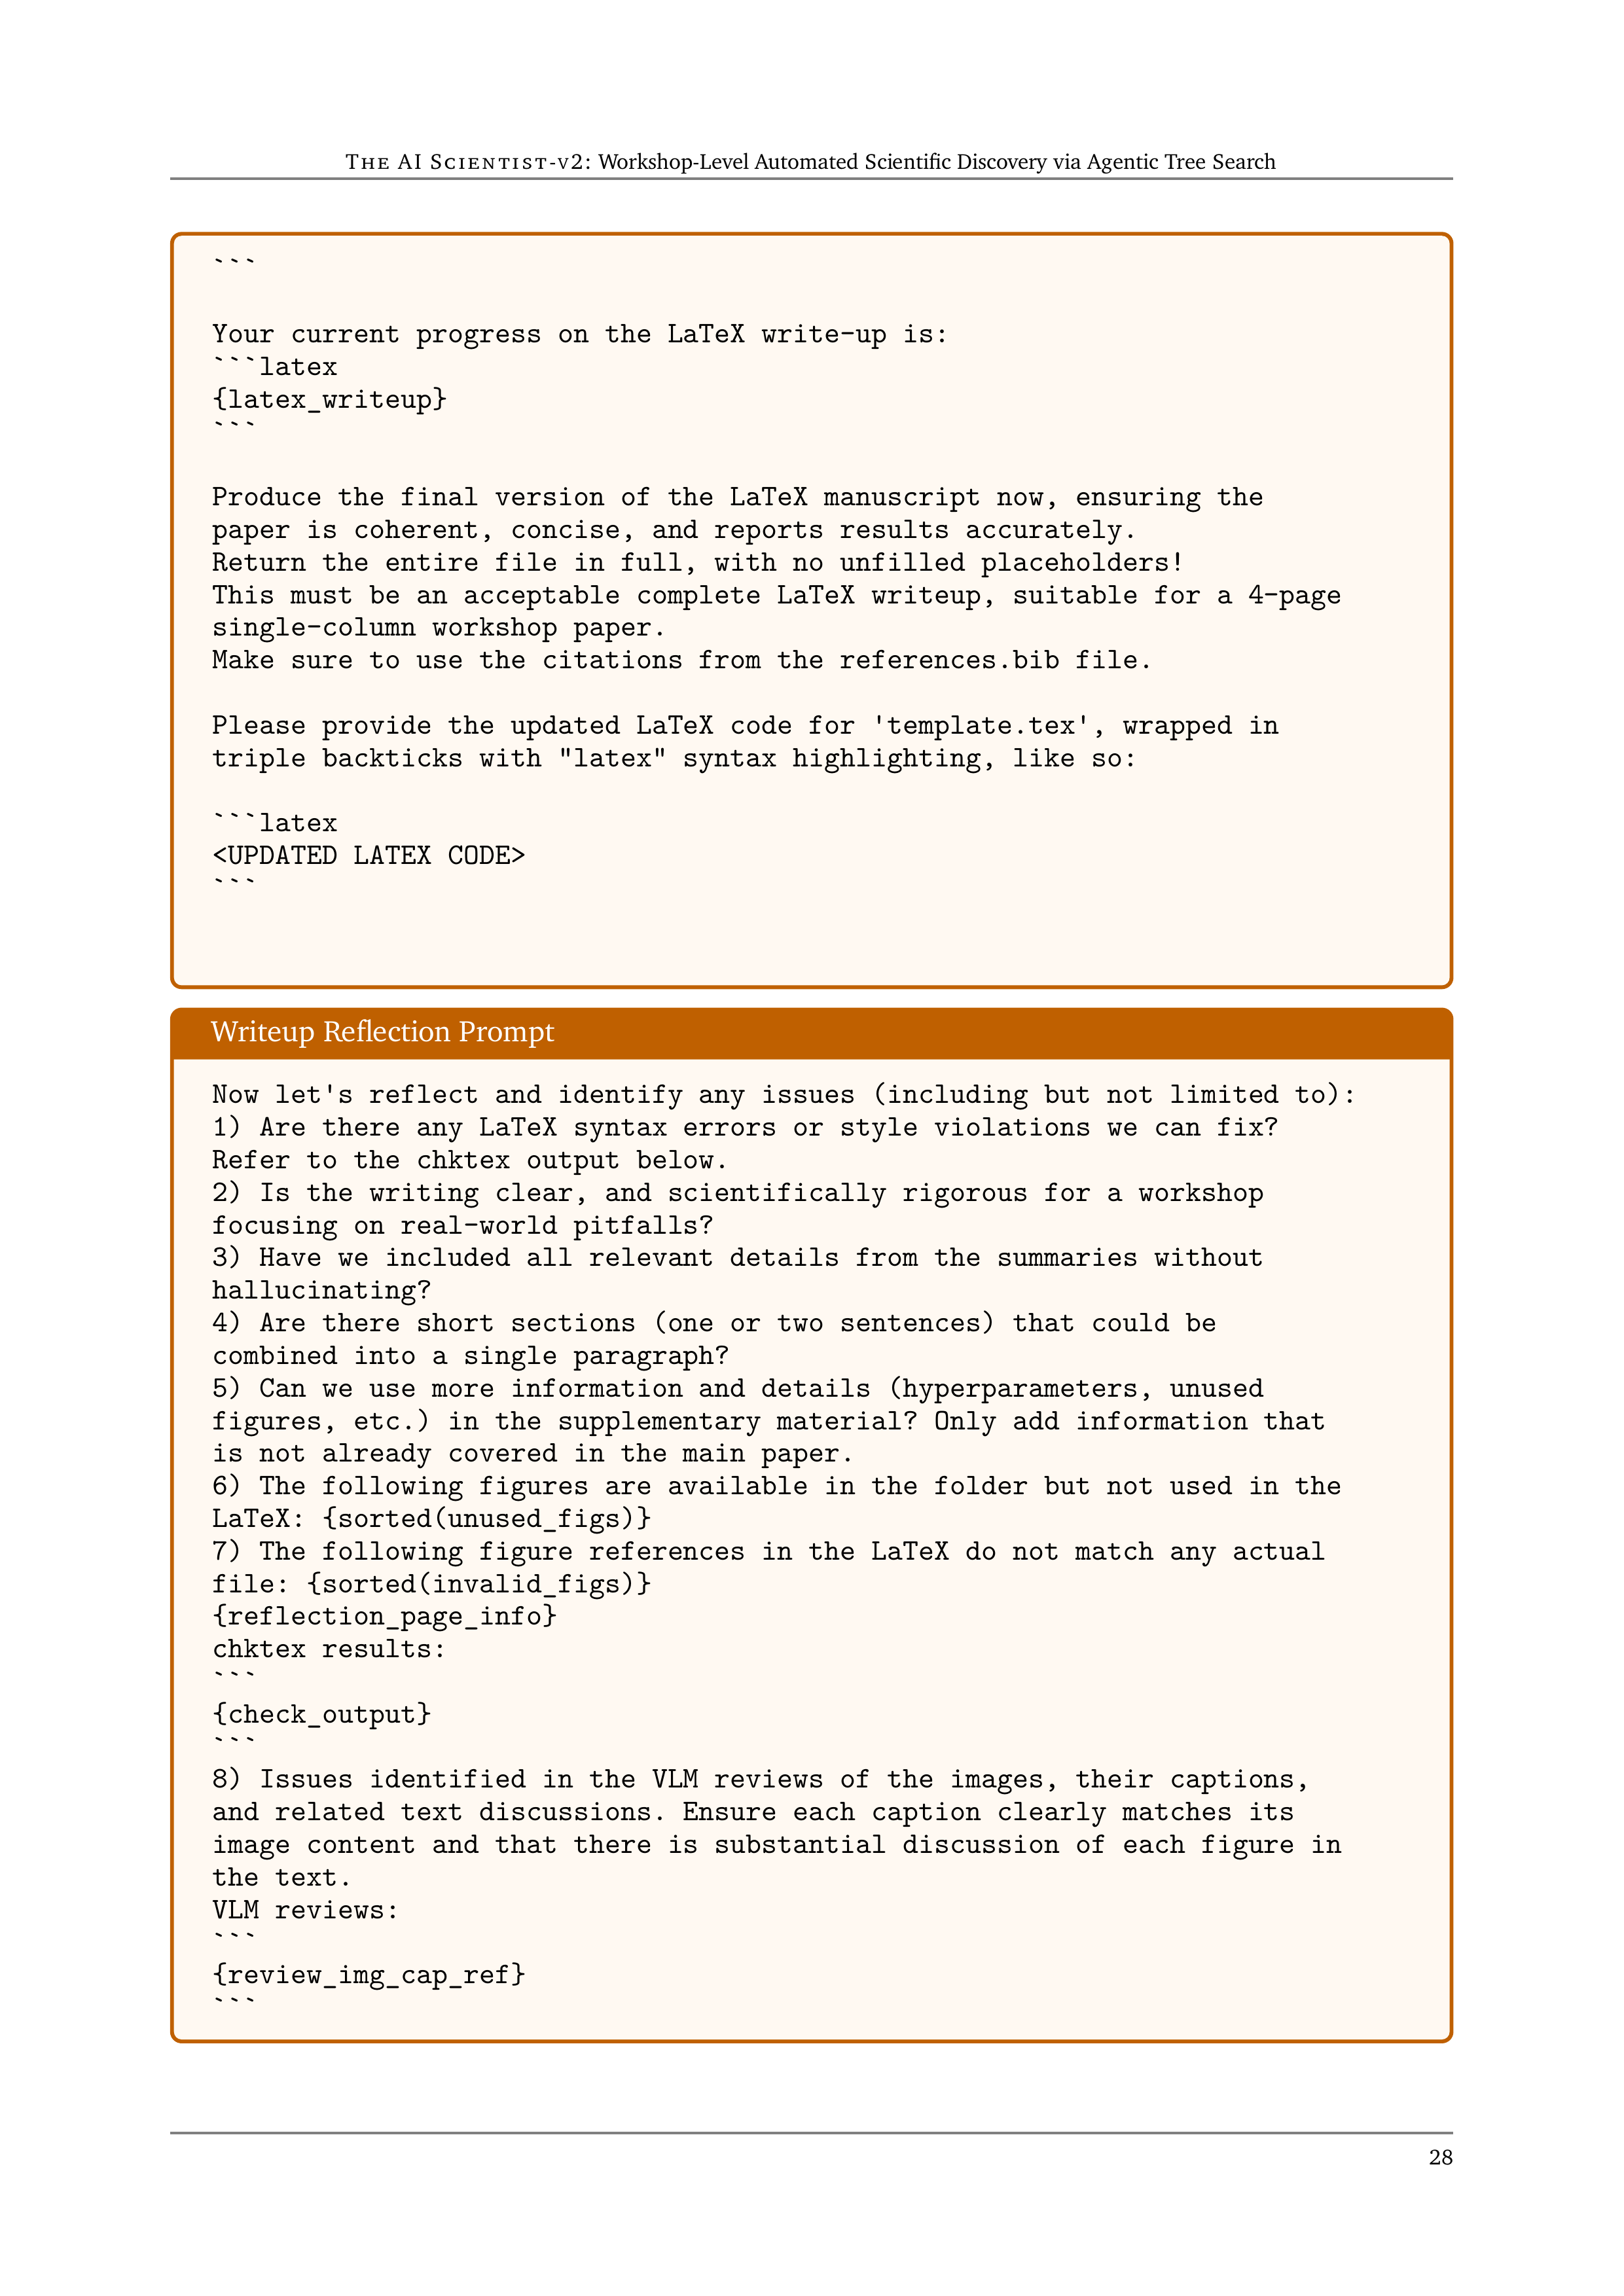 The AI Scientist-v2: Workshop-Level Automated Scientific Discovery via Agentic Tree Search
```
Your current progress on the LaTeX write-up is:
```latex
{latex_writeup}
```
Produce the final version of the LaTeX manuscript now, ensuring the
paper is coherent, concise, and reports results accurately.
Return the entire file in full, with no unfilled placeholders!
This must be an acceptable complete LaTeX writeup, suitable for a 4-page
single-column workshop paper.
Make sure to use the citations from the references.bib file.
Please provide the updated LaTeX code for 'template.tex', wrapped in
triple backticks with "latex" syntax highlighting, like so:
```latex
<UPDATED LATEX CODE>
```
Writeup Reflection Prompt
Now let's reflect and identify any issues (including but not limited to):
1) Are there any LaTeX syntax errors or style violations we can fix?
Refer to the chktex output below.
2) Is the writing clear, and scientifically rigorous for a workshop
focusing on real-world pitfalls?
3) Have we included all relevant details from the summaries without
hallucinating?
4) Are there short sections (one or two sentences) that could be
combined into a single paragraph?
5) Can we use more information and details (hyperparameters, unused
figures, etc.) in the supplementary material? Only add information that
is not already covered in the main paper.
6) The following figures are available in the folder but not used in the
LaTeX: {sorted(unused_figs)}
7) The following figure references in the LaTeX do not match any actual
file: {sorted(invalid_figs)}
{reflection_page_info}
chktex results:
```
{check_output}
```
8) Issues identified in the VLM reviews of the images, their captions,
and related text discussions. Ensure each caption clearly matches its
image content and that there is substantial discussion of each figure in
the text.
VLM reviews:
```
{review_img_cap_ref}
```
28